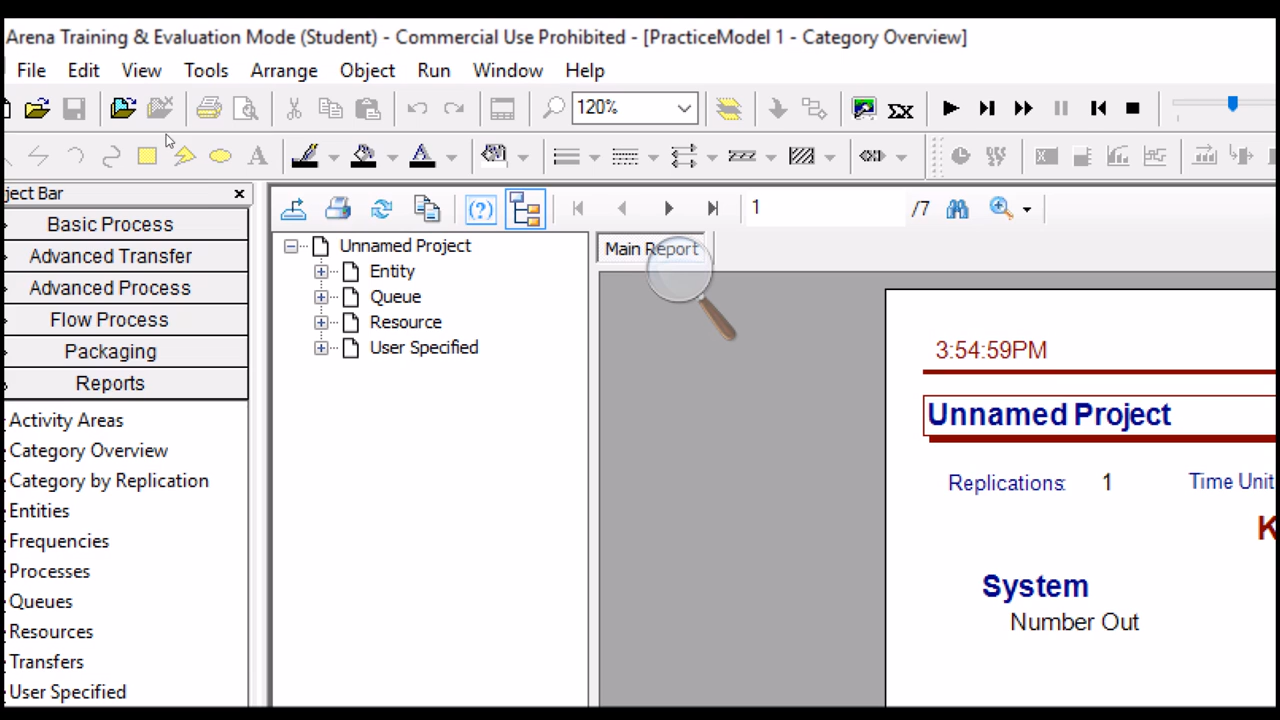 Arena Training & Evaluation Mode (Student) - Commercial Use Prohibited - [PracticeModel 1 - Category Overview]
File Edit View Tools Arrange Object Run Window Help
120%
ject Bar
Basic Process
Advanced Transfer
Advanced Process
Flow Process
Packaging
Reports
Activity Areas
Category Overview
Category by Replication
Entities
Frequencies
Processes
Queues
Resources
Transfers
User Specified
1 /7
Unnamed Project
Entity
Queue
Resource
User Specified
Main Report
3:54:59PM
Unnamed Project
Replications: 1 Time Unit
K
System
Number Out